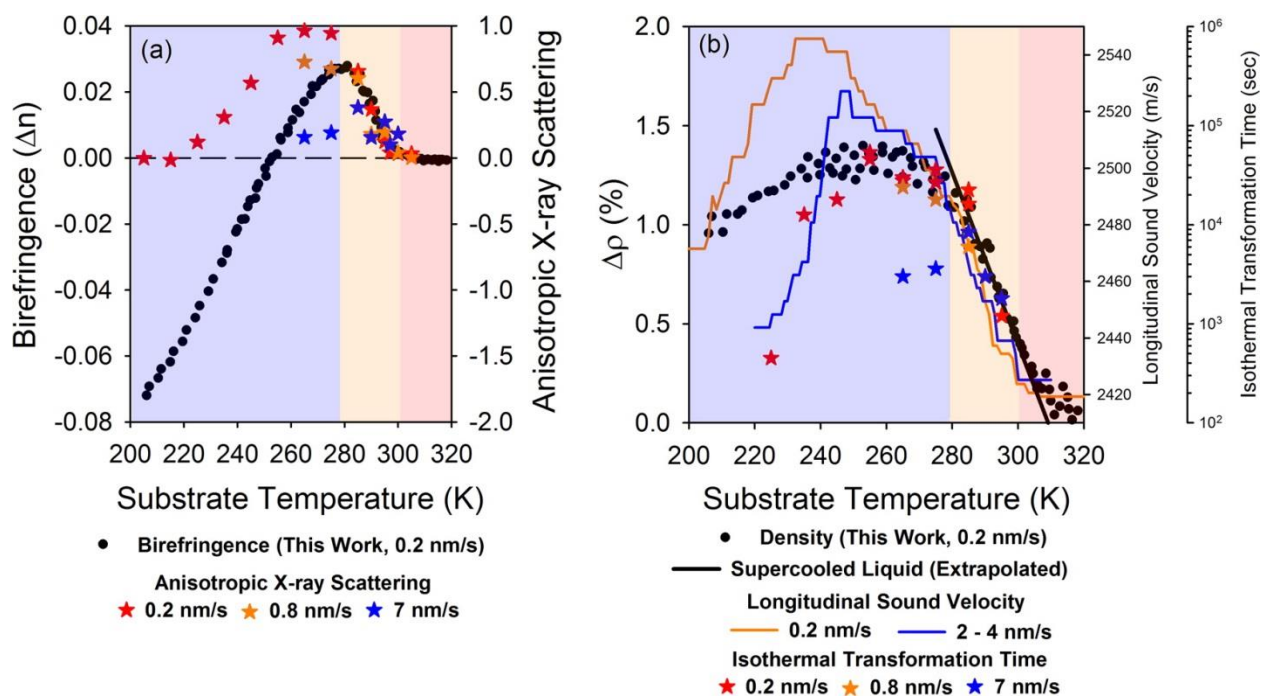 (a)
0.04
0.02
0.00
-0.02
-0.04
-0.06
-0.08
Birefringence (Δn)
1.0
0.5
0.0
-0.5
-1.0
-1.5
-2.0
Anisotropic X-ray Scattering
200 220 240 260 280 300 320
Substrate Temperature (K)
Birefringence (This Work, 0.2 nm/s)
Anisotropic X-ray Scattering
0.2 nm/s 0.8 nm/s 7 nm/s
(b)
2.0
1.5
1.0
0.5
0.0
Δρ (%)
2540
2520
2500
2480
2460
2440
2420
Longitudinal Sound Velocity (m/s)
10⁶
10⁵
10⁴
10³
10²
Isothermal Transformation Time (sec)
200 220 240 260 280 300 320
Substrate Temperature (K)
Density (This Work, 0.2 nm/s)
Supercooled Liquid (Extrapolated)
Longitudinal Sound Velocity
0.2 nm/s 2 - 4 nm/s
Isothermal Transformation Time
0.2 nm/s 0.8 nm/s 7 nm/s